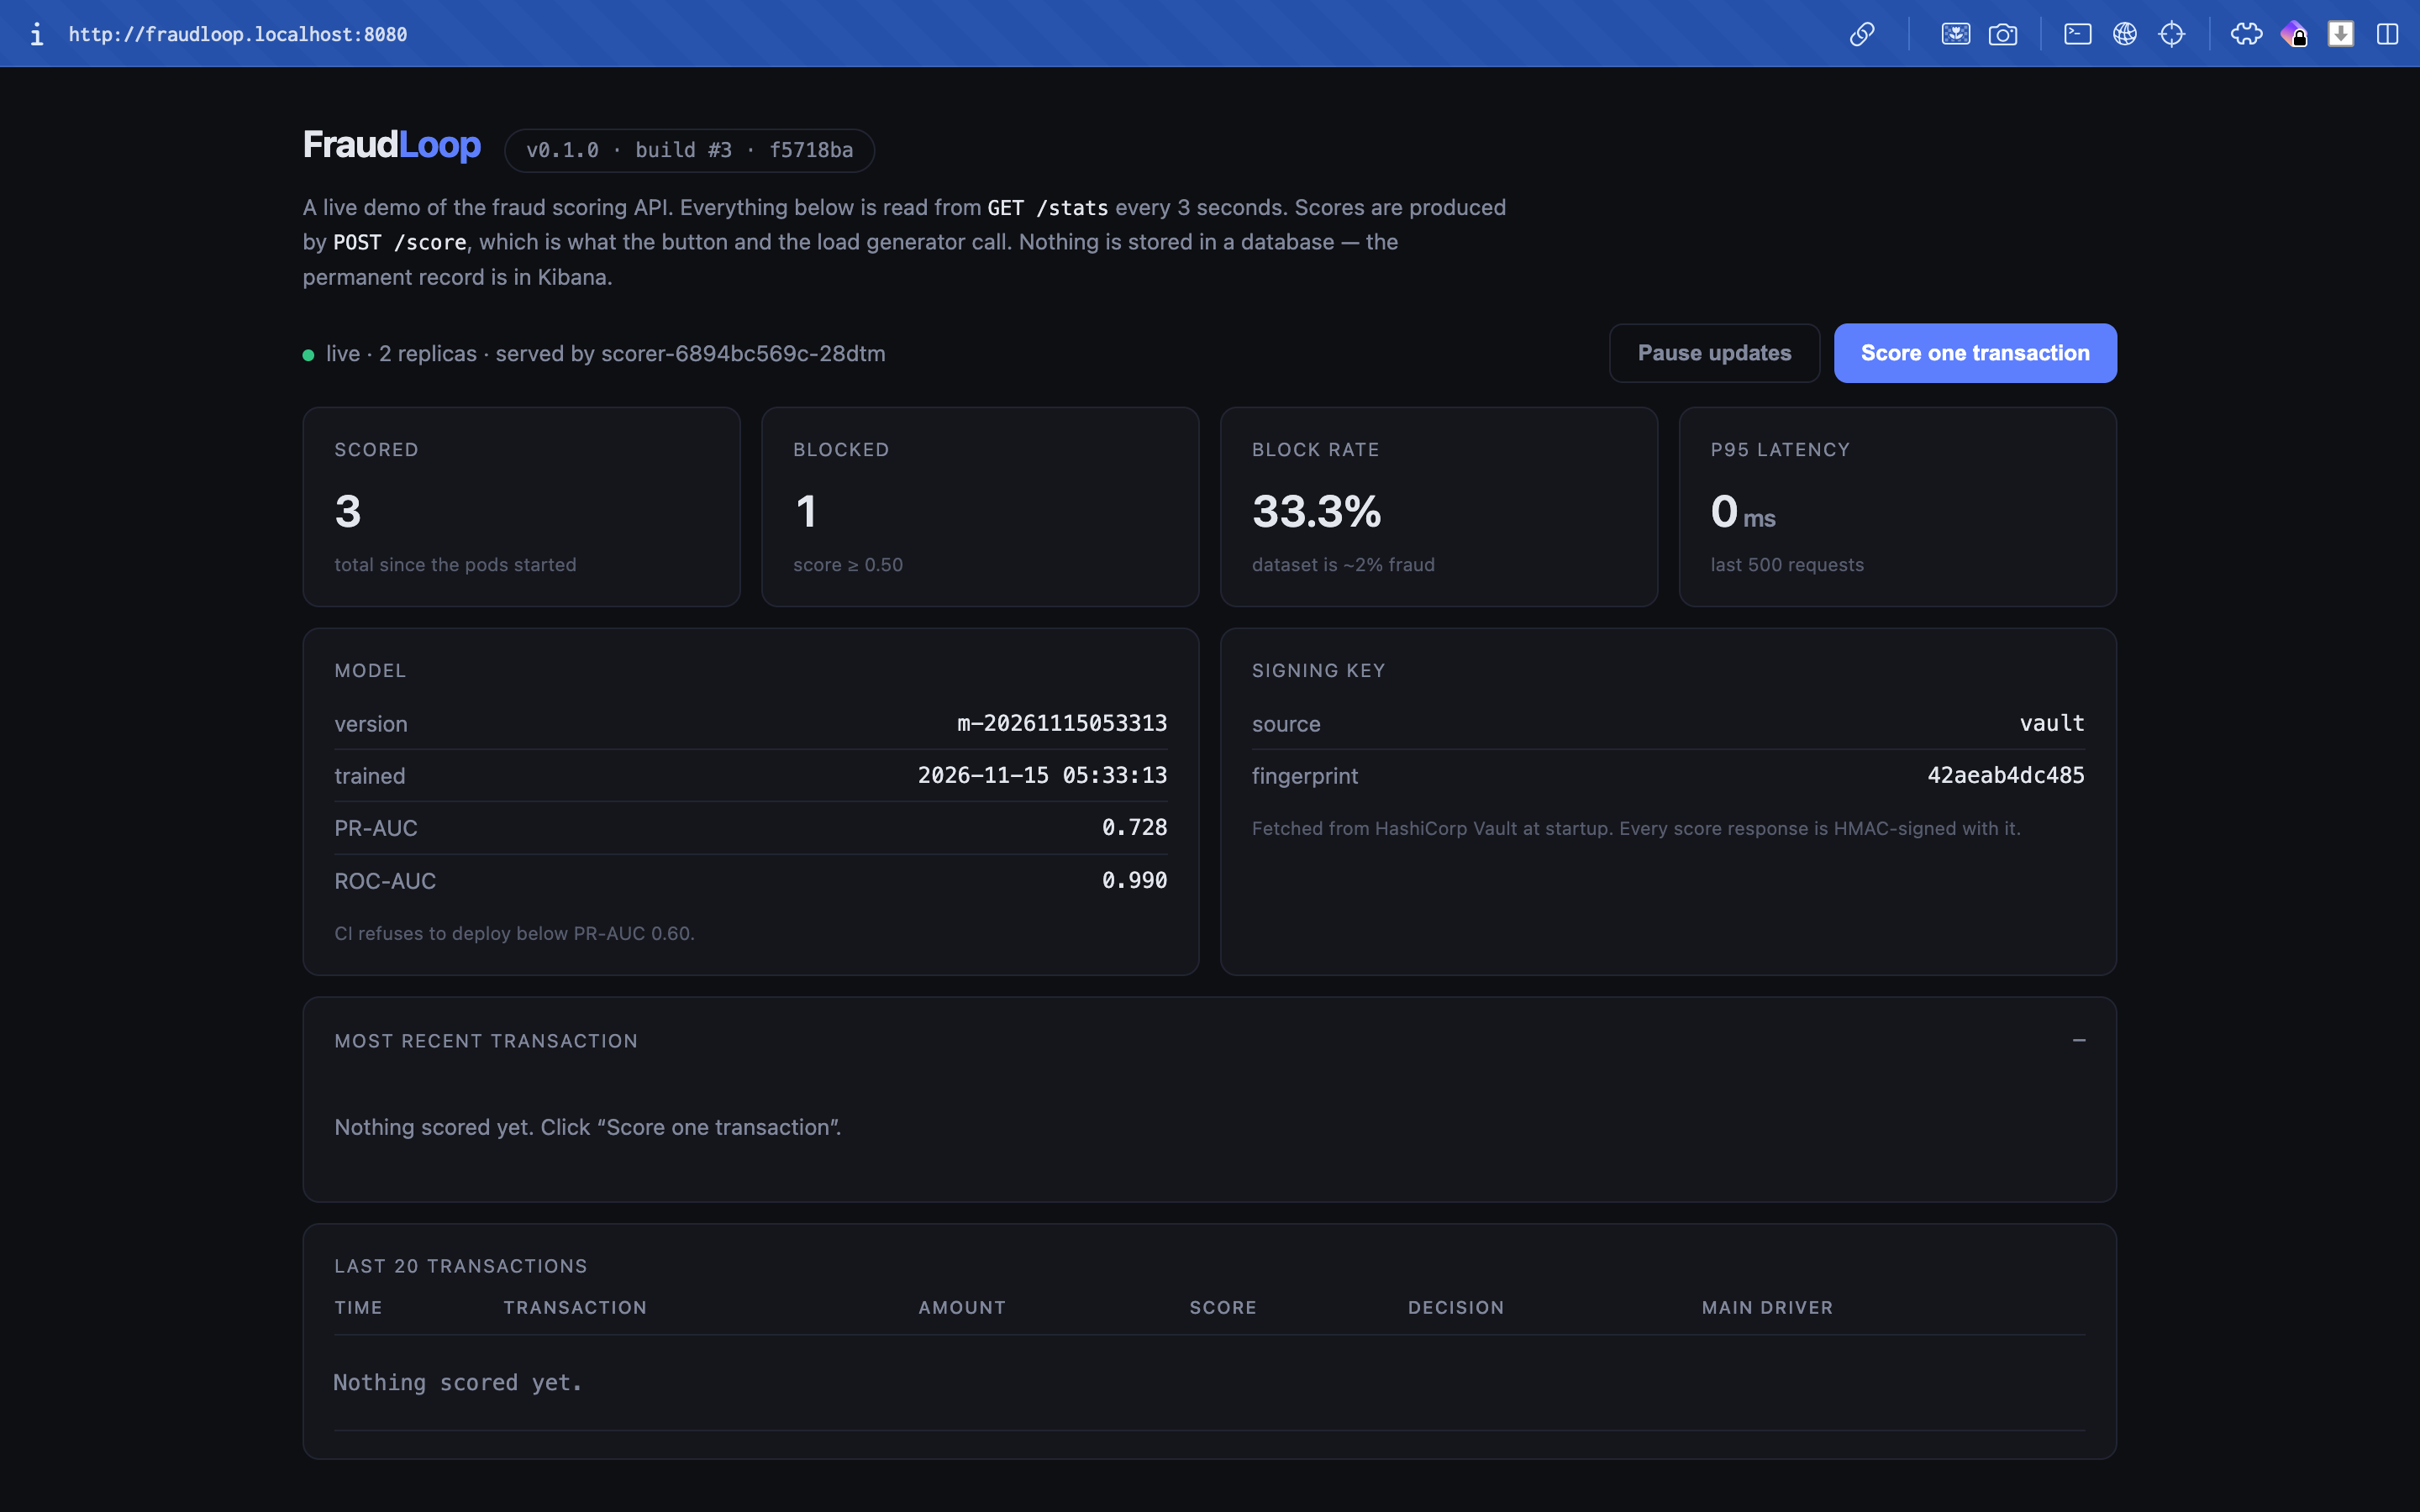 http://fraudloop.localhost:8080
FraudLoop
v0.1.0 · build #3 · f5718ba
A live demo of the fraud scoring API. Everything below is read from GET /stats every 3 seconds. Scores are produced
by POST /score, which is what the button and the load generator call. Nothing is stored in a database — the
permanent record is in Kibana.
live · 2 replicas · served by scorer-6894bc569c-28dtm
Pause updates
Score one transaction
SCORED
3
total since the pods started
BLOCKED
1
score ≥ 0.50
BLOCK RATE
33.3%
dataset is ~2% fraud
P95 LATENCY
0 ms
last 500 requests
MODEL
version m-20261115053313
trained 2026-11-15 05:33:13
PR-AUC 0.728
ROC-AUC 0.990
CI refuses to deploy below PR-AUC 0.60.
SIGNING KEY
source vault
fingerprint 42aeab4dc485
Fetched from HashiCorp Vault at startup. Every score response is HMAC-signed with it.
MOST RECENT TRANSACTION –
Nothing scored yet. Click “Score one transaction”.
LAST 20 TRANSACTIONS
TIME TRANSACTION AMOUNT SCORE DECISION MAIN DRIVER
Nothing scored yet.